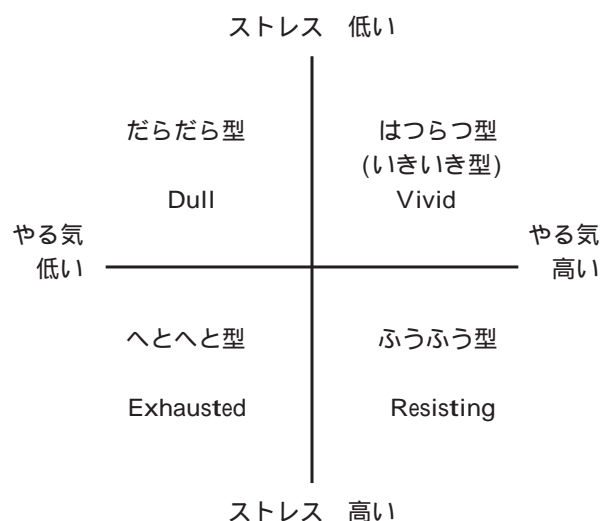 ストレス　低い
だらだら型
はつらつ型
(いきいき型)
Dull
Vivid
やる気
低い
やる気
高い
へとへと型
ふうふう型
Exhausted
Resisting
ストレス　高い